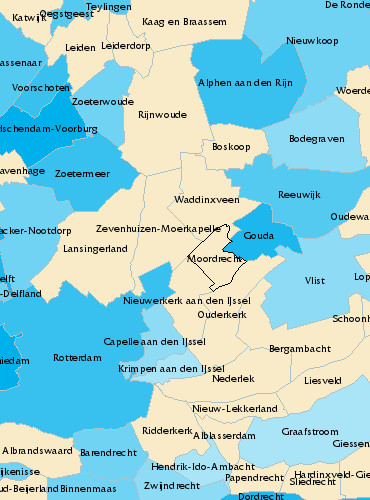 De Ronde
Teylingen
Oegstgeest
Katwijk
Kaag en Braassem
Nieuwkoop
Leiden
Leiderdorp
assenaar
Alphen aan den Rijn
Voorschoten
Woerde
Zoeterwoude
Rijnwoude
lschendam-Voorburg
Bodegraven
Boskoop
avenhage
Zoetermeer
Reeuwijk
Waddinxveen
Oudewa
Zevenhuizen-Moerkapelle
acker-Nootdorp
Gouda
Lansingerland
Moordrecht
elft
Vlist
Lop
-Delfland
Nieuwerkerk aan den IJssel
Ouderkerk
Schoonh
Capelle aan den IJssel
Bergambacht
niedam
Rotterdam
Krimpen aan den IJssel
Nederlek
Liesveld
Nieuw-Lekkerland
Ridderkerk
Graafstroom
Alblasserdam
Giessen
Albrandswaard
Barendrecht
Hendrik-Ido-Ambacht
ijkenisse
Papendrecht
Hardinxveld-Gie
Sliedrecht
ud-Beijerland
Binnenmaas
Zwijndrecht
Dordrecht